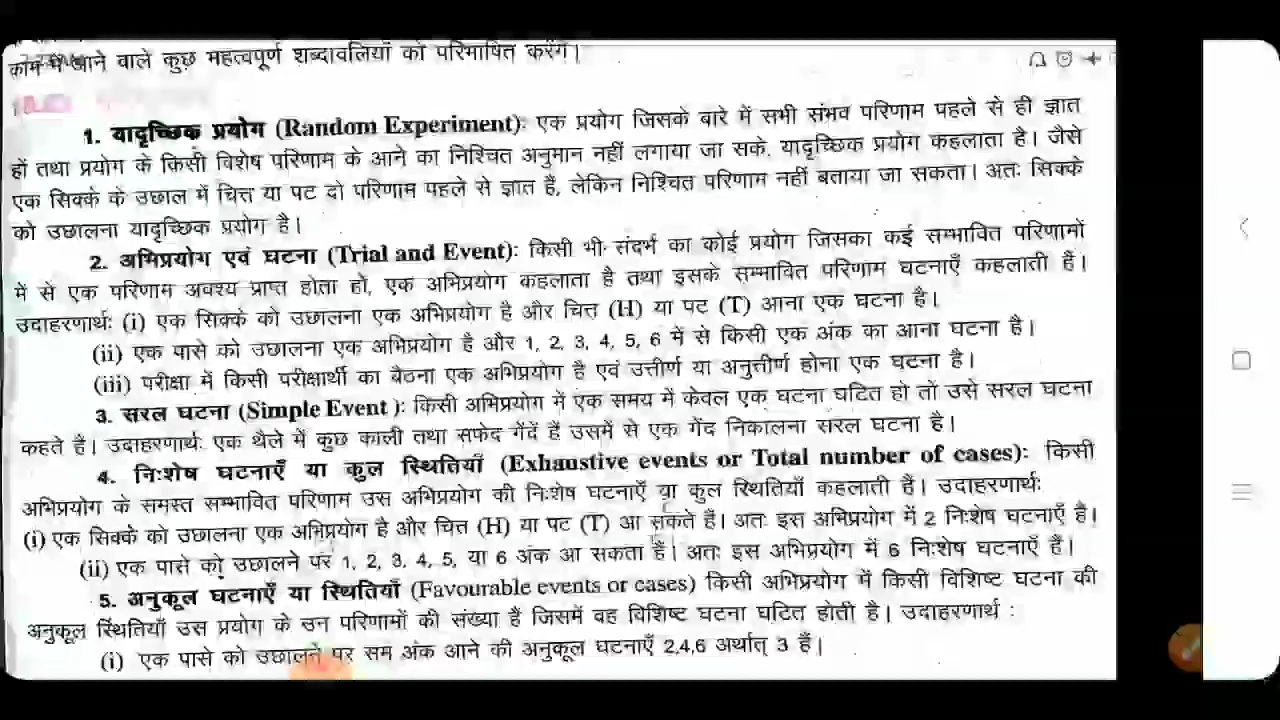 काम में आने वाले कुछ महत्वपूर्ण शब्दावलियों को परिभाषित करेंगे।
1. यादृच्छिक प्रयोग (Random Experiment): एक प्रयोग जिसके बारे में सभी संभव परिणाम पहले से ही ज्ञात
हों तथा प्रयोग के किसी विशेष परिणाम के आने का निश्चित अनुमान नहीं लगाया जा सके, यादृच्छिक प्रयोग कहलाता है। जैसे
एक सिक्के के उछाल में चित्त या पट दो परिणाम पहले से ज्ञात हैं, लेकिन निश्चित परिणाम नहीं बताया जा सकता। अतः सिक्के
को उछालना यादृच्छिक प्रयोग है।
2. अभिप्रयोग एवं घटना (Trial and Event): किसी भी संदर्भ का कोई प्रयोग जिसका कई सम्भावित परिणामों
में से एक परिणाम अवश्य प्राप्त होता हो, एक अभिप्रयोग कहलाता है तथा इसके सम्भावित परिणाम घटनाएँ कहलाती हैं।
उदाहरणार्थः (i) एक सिक्के को उछालना एक अभिप्रयोग है और चित्त (H) या पट (T) आना एक घटना है।
(ii) एक पासे को उछालना एक अभिप्रयोग है और 1, 2, 3, 4, 5, 6 में से किसी एक अंक का आना घटना है।
(iii) परीक्षा में किसी परीक्षार्थी का बैठना एक अभिप्रयोग है एवं उत्तीर्ण या अनुत्तीर्ण होना एक घटना है।
3. सरल घटना (Simple Event ): किसी अभिप्रयोग में एक समय में केवल एक घटना घटित हो तो उसे सरल घटना
कहते हैं। उदाहरणार्थः एक थैले में कुछ काली तथा सफेद गेंदें हैं उसमें से एक गेंद निकालना सरल घटना है।
4. निःशेष घटनाएँ या कुल स्थितियाँ (Exhaustive events or Total number of cases): किसी
अभिप्रयोग के समस्त सम्भावित परिणाम उस अभिप्रयोग की निःशेष घटनाएँ या कुल स्थितियाँ कहलाती हैं। उदाहरणार्थः
(i) एक सिक्के को उछालना एक अभिप्रयोग है और चित्त (H) या पट (T) आ सकते हैं। अतः इस अभिप्रयोग में 2 निःशेष घटनाएँ है।
(ii) एक पासे को उछालने पर 1, 2, 3, 4, 5, या 6 अंक आ सकता है। अतः इस अभिप्रयोग में 6 निःशेष घटनाएँ हैं।
5. अनुकूल घटनाएँ या स्थितियाँ (Favourable events or cases) किसी अभिप्रयोग में किसी विशिष्ट घटना की
अनुकूल स्थितियाँ उस प्रयोग के उन परिणामों की संख्या हैं जिसमें वह विशिष्ट घटना घटित होती है। उदाहरणार्थ :
(i) एक पासे को उछालने पर सम अंक आने की अनुकूल घटनाएँ 2,4,6 अर्थात् 3 हैं।